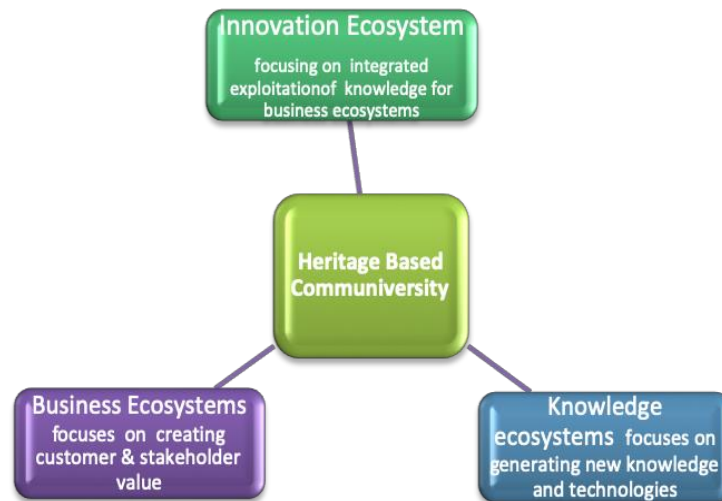 Innovation Ecosystem
focusing on integrated
exploitationof knowledge for
business ecosystems
Heritage Based
Communiversity
Business Ecosystems
focuses on creating
customer & stakeholder
value
Knowledge
ecosystems focuses on
generating new knowledge
and technologies